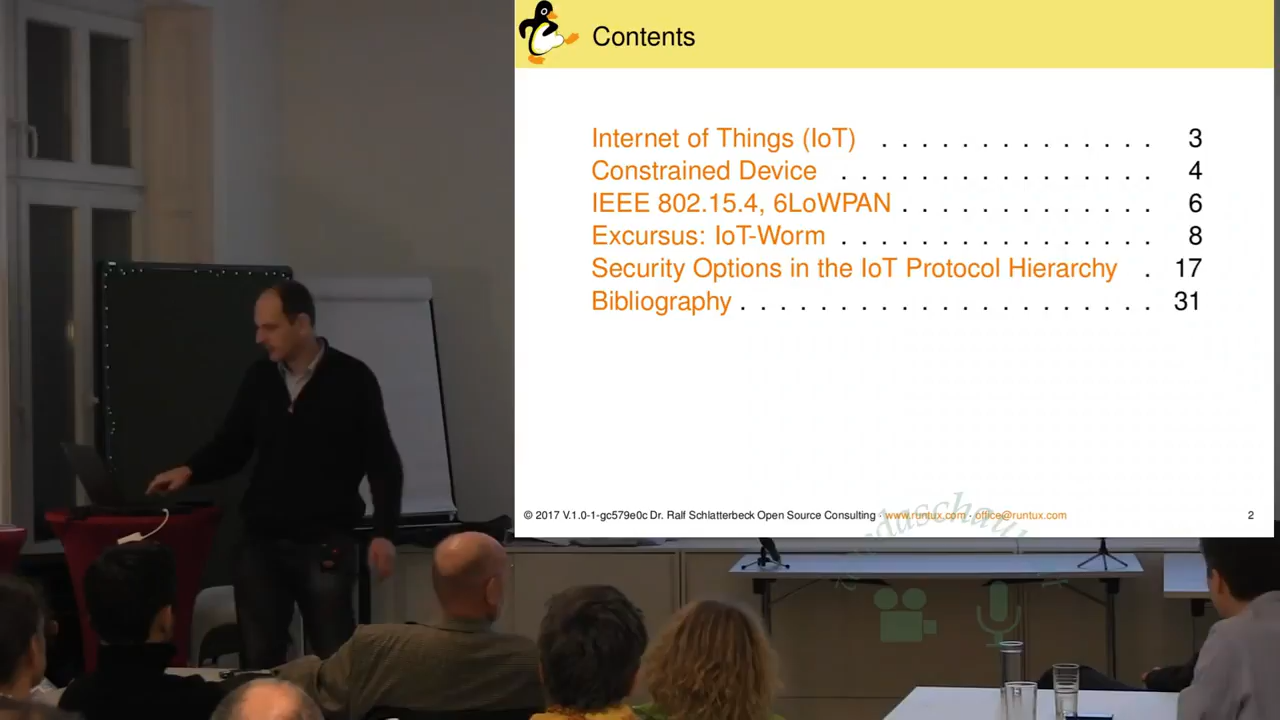 Contents
Internet of Things (IoT) . . . . . . . . . . . . . . 3
Constrained Device . . . . . . . . . . . . . . . . 4
IEEE 802.15.4, 6LoWPAN . . . . . . . . . . . . . 6
Excursus: IoT-Worm . . . . . . . . . . . . . . . . 8
Security Options in the IoT Protocol Hierarchy . 17
Bibliography . . . . . . . . . . . . . . . . . . . . . 31
© 2017 V.1.0-1-gc579e0c Dr. Ralf Schlatterbeck Open Source Consulting · www.runtux.com · office@runtux.com 2